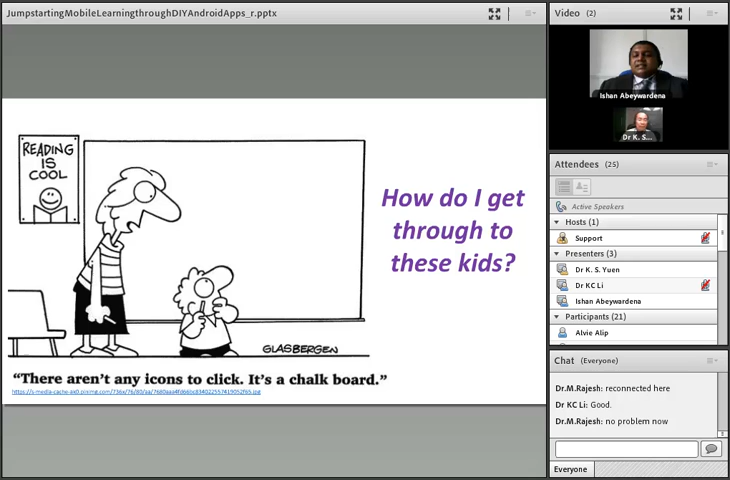 JumpstartingMobileLearningthroughDIYAndroidApps_r.pptx
READING
IS
COOL
How do I get
through to
these kids?
GLASBERGEN
“There aren’t any icons to click. It’s a chalk board.”
Video (2)
Ishan Abeywardena
Dr K. S...
Attendees (25)
Active Speakers
Hosts (1)
Support
Presenters (3)
Dr K. S. Yuen
Dr KC Li
Ishan Abeywardena
Participants (21)
Alvie Alip
Chat (Everyone)
Dr.M.Rajesh: reconnected here
Dr KC Li: Good.
Dr.M.Rajesh: no problem now
Everyone